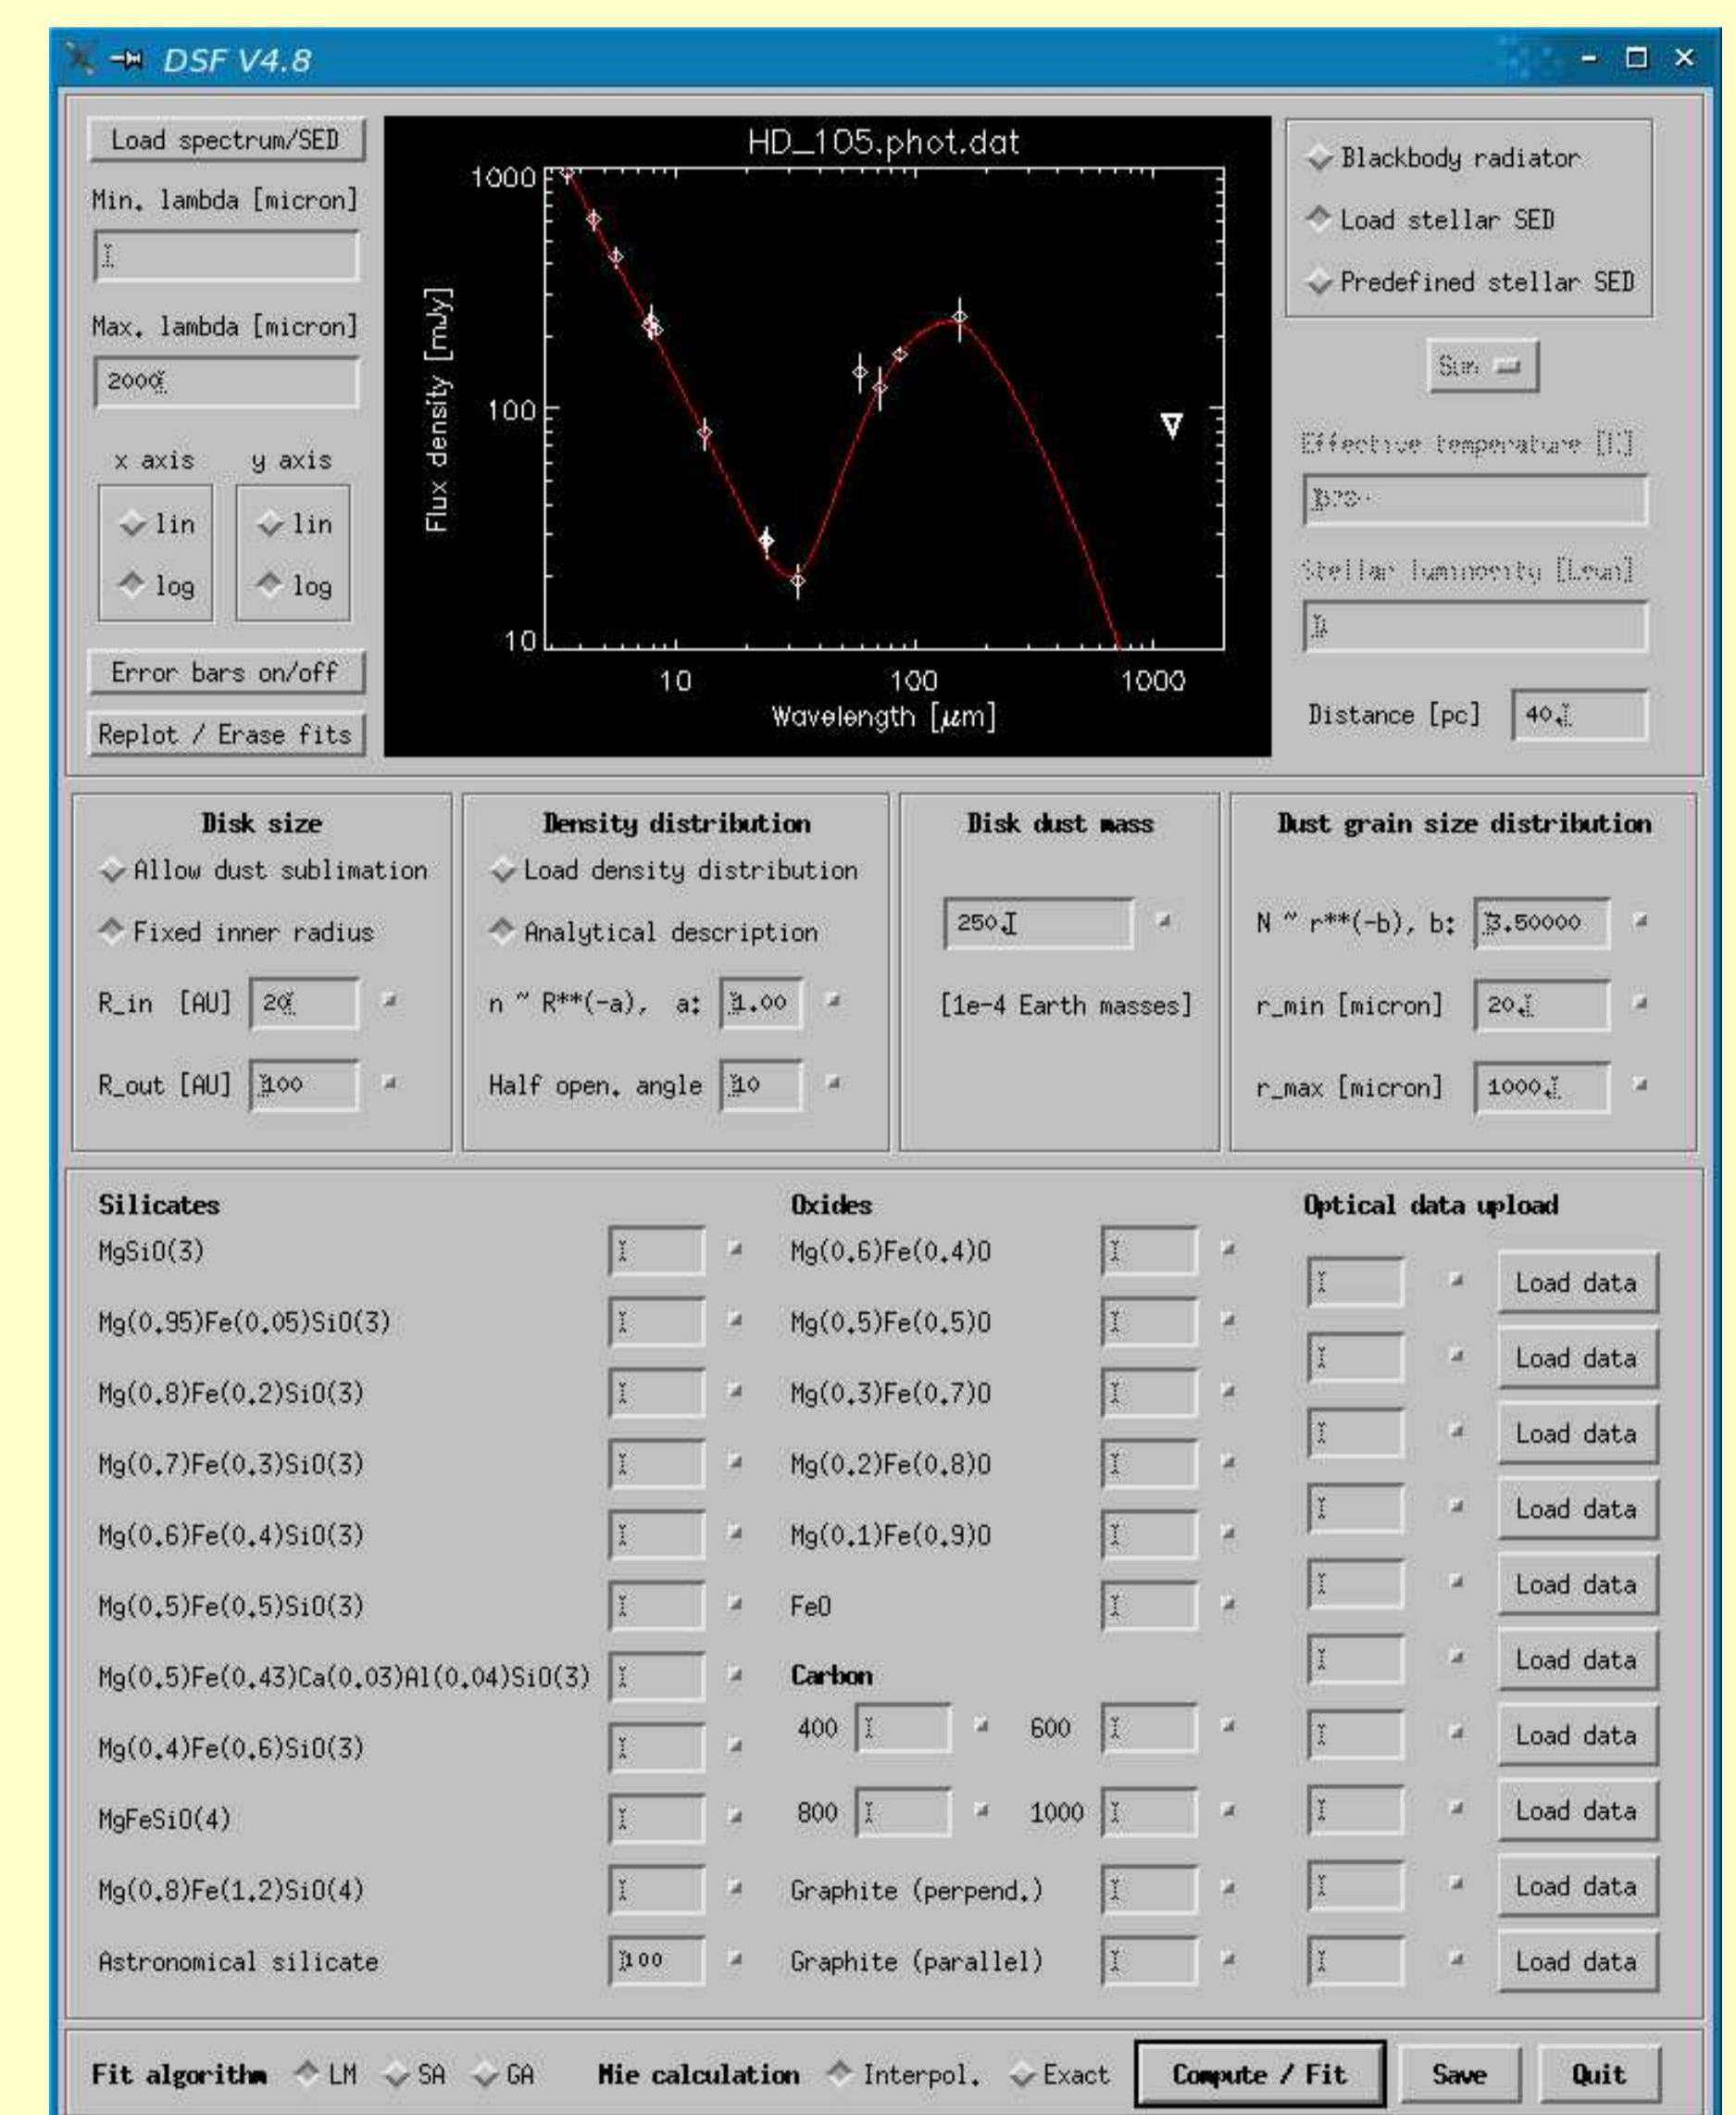 DSF V4.8
Load spectrum/SED
Min. lambda [micron]
Max. lambda [micron]
2000
x axis y axis
lin lin
log log
Error bars on/off
Replot / Erase fits
HD_105.phot.dat
Flux density [mJy]
1000
100
10
10 100 1000
Wavelength [μm]
Blackbody radiator
Load stellar SED
Predefined stellar SED
Sun
Effective temperature [K]
Stellar luminosity [Lsun]
Distance [pc] 40.
Disk size
Allow dust sublimation
Fixed inner radius
R_in [AU] 20
R_out [AU] 100
Density distribution
Load density distribution
Analytical description
n ~ R**(-a), a: 1.00
Half open. angle 10
Disk dust mass
250.
[1e-4 Earth masses]
Dust grain size distribution
N ~ r**(-b), b: 3.50000
r_min [micron] 20.
r_max [micron] 1000.
Silicates
MgSiO(3)
Mg(0.95)Fe(0.05)SiO(3)
Mg(0.8)Fe(0.2)SiO(3)
Mg(0.7)Fe(0.3)SiO(3)
Mg(0.6)Fe(0.4)SiO(3)
Mg(0.5)Fe(0.5)SiO(3)
Mg(0.5)Fe(0.43)Ca(0.03)Al(0.04)SiO(3)
Mg(0.4)Fe(0.6)SiO(3)
MgFeSiO(4)
Mg(0.8)Fe(1.2)SiO(4)
Astronomical silicate 100
Oxides
Mg(0.6)Fe(0.4)O
Mg(0.5)Fe(0.5)O
Mg(0.3)Fe(0.7)O
Mg(0.2)Fe(0.8)O
Mg(0.1)Fe(0.9)O
FeO
Carbon
400 600
800 1000
Graphite (perpend.)
Graphite (parallel)
Optical data upload
Load data
Load data
Load data
Load data
Load data
Load data
Load data
Load data
Load data
Load data
Fit algorithm LM SA GA Mie calculation Interpol. Exact Compute / Fit Save Quit